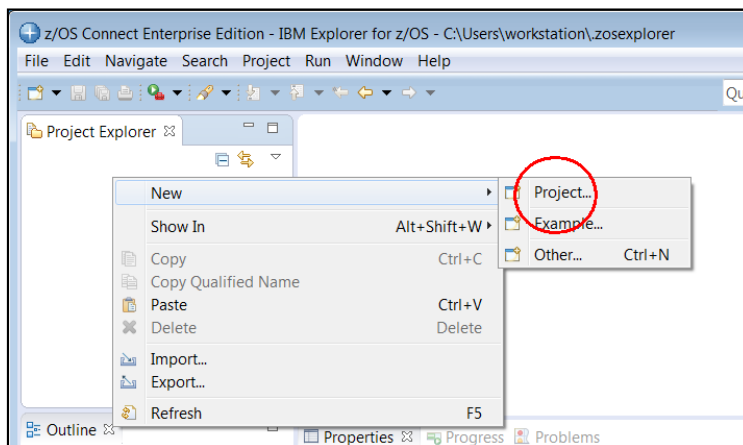 z/OS Connect Enterprise Edition - IBM Explorer for z/OS - C:\Users\workstation\.zosexplorer
File Edit Navigate Search Project Run Window Help
Qu
Project Explorer
New
Project...
Show In Alt+Shift+W
Example...
Other... Ctrl+N
Copy Ctrl+C
Copy Qualified Name
Paste Ctrl+V
Delete Delete
Import...
Export...
Refresh F5
Outline
Properties Progress Problems